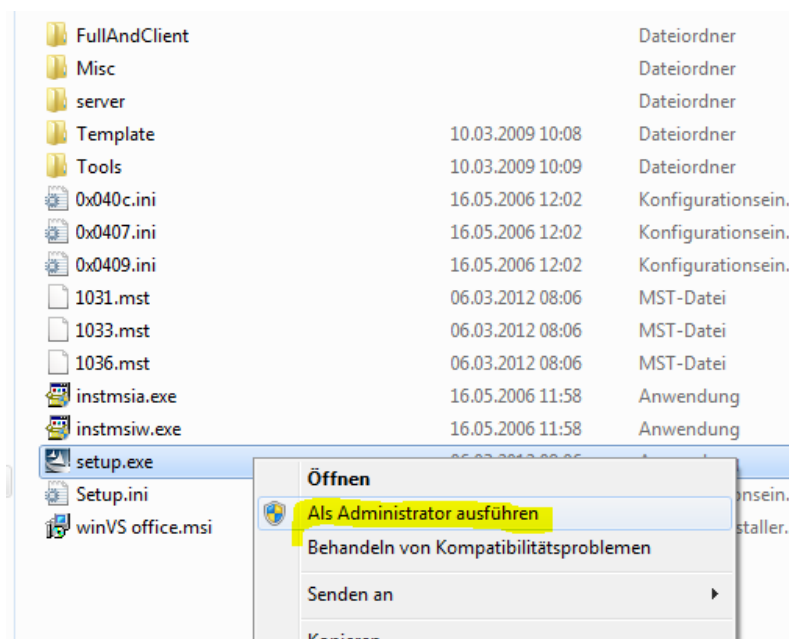 FullAndClient Dateiordner
Misc Dateiordner
server Dateiordner
Template 10.03.2009 10:08 Dateiordner
Tools 10.03.2009 10:09 Dateiordner
0x040c.ini 16.05.2006 12:02 Konfigurationsein.
0x0407.ini 16.05.2006 12:02 Konfigurationsein.
0x0409.ini 16.05.2006 12:02 Konfigurationsein.
1031.mst 06.03.2012 08:06 MST-Datei
1033.mst 06.03.2012 08:06 MST-Datei
1036.mst 06.03.2012 08:06 MST-Datei
instmsia.exe 16.05.2006 11:58 Anwendung
instmsiw.exe 16.05.2006 11:58 Anwendung
setup.exe
Öffnen
Setup.ini nsein.
Als Administrator ausführen
winVS office.msi staller.
Behandeln von Kompatibilitätsproblemen
Senden an
Kopieren